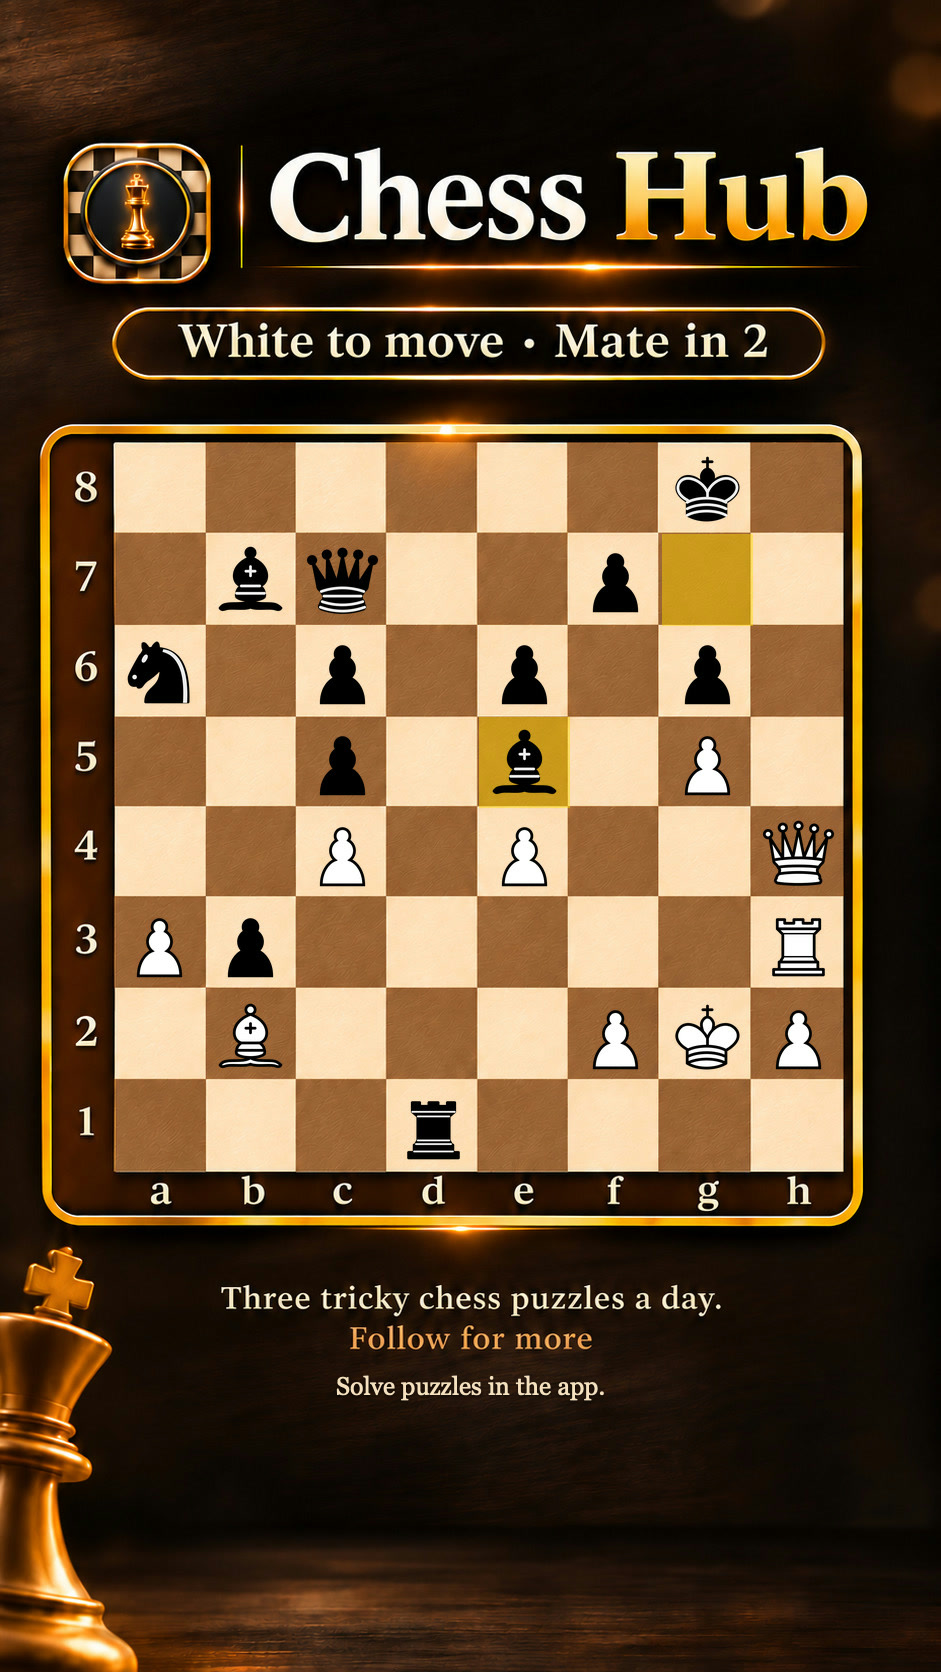 Chess Hub
White to move • Mate in 2
8
7
6
5
4
3
2
1
a b c d e f g h
Three tricky chess puzzles a day.
Follow for more
Solve puzzles in the app.